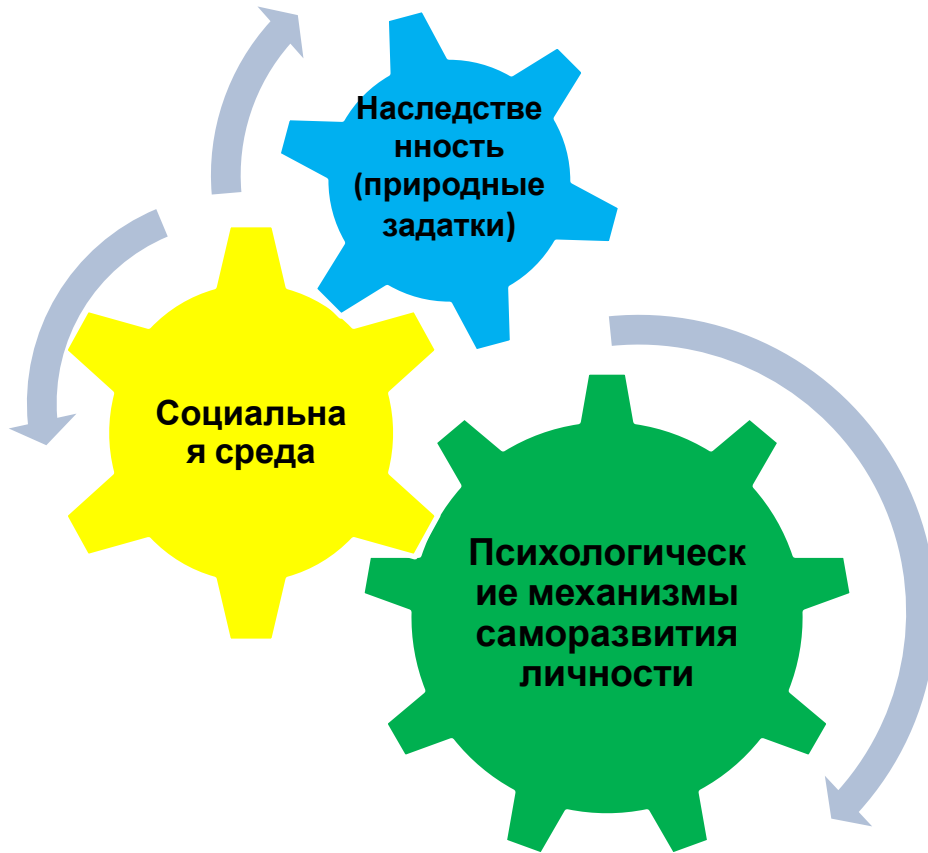 Наследстве
нность
(природные
задатки)
Социальна
я среда
Психологическ
ие механизмы
саморазвития
личности